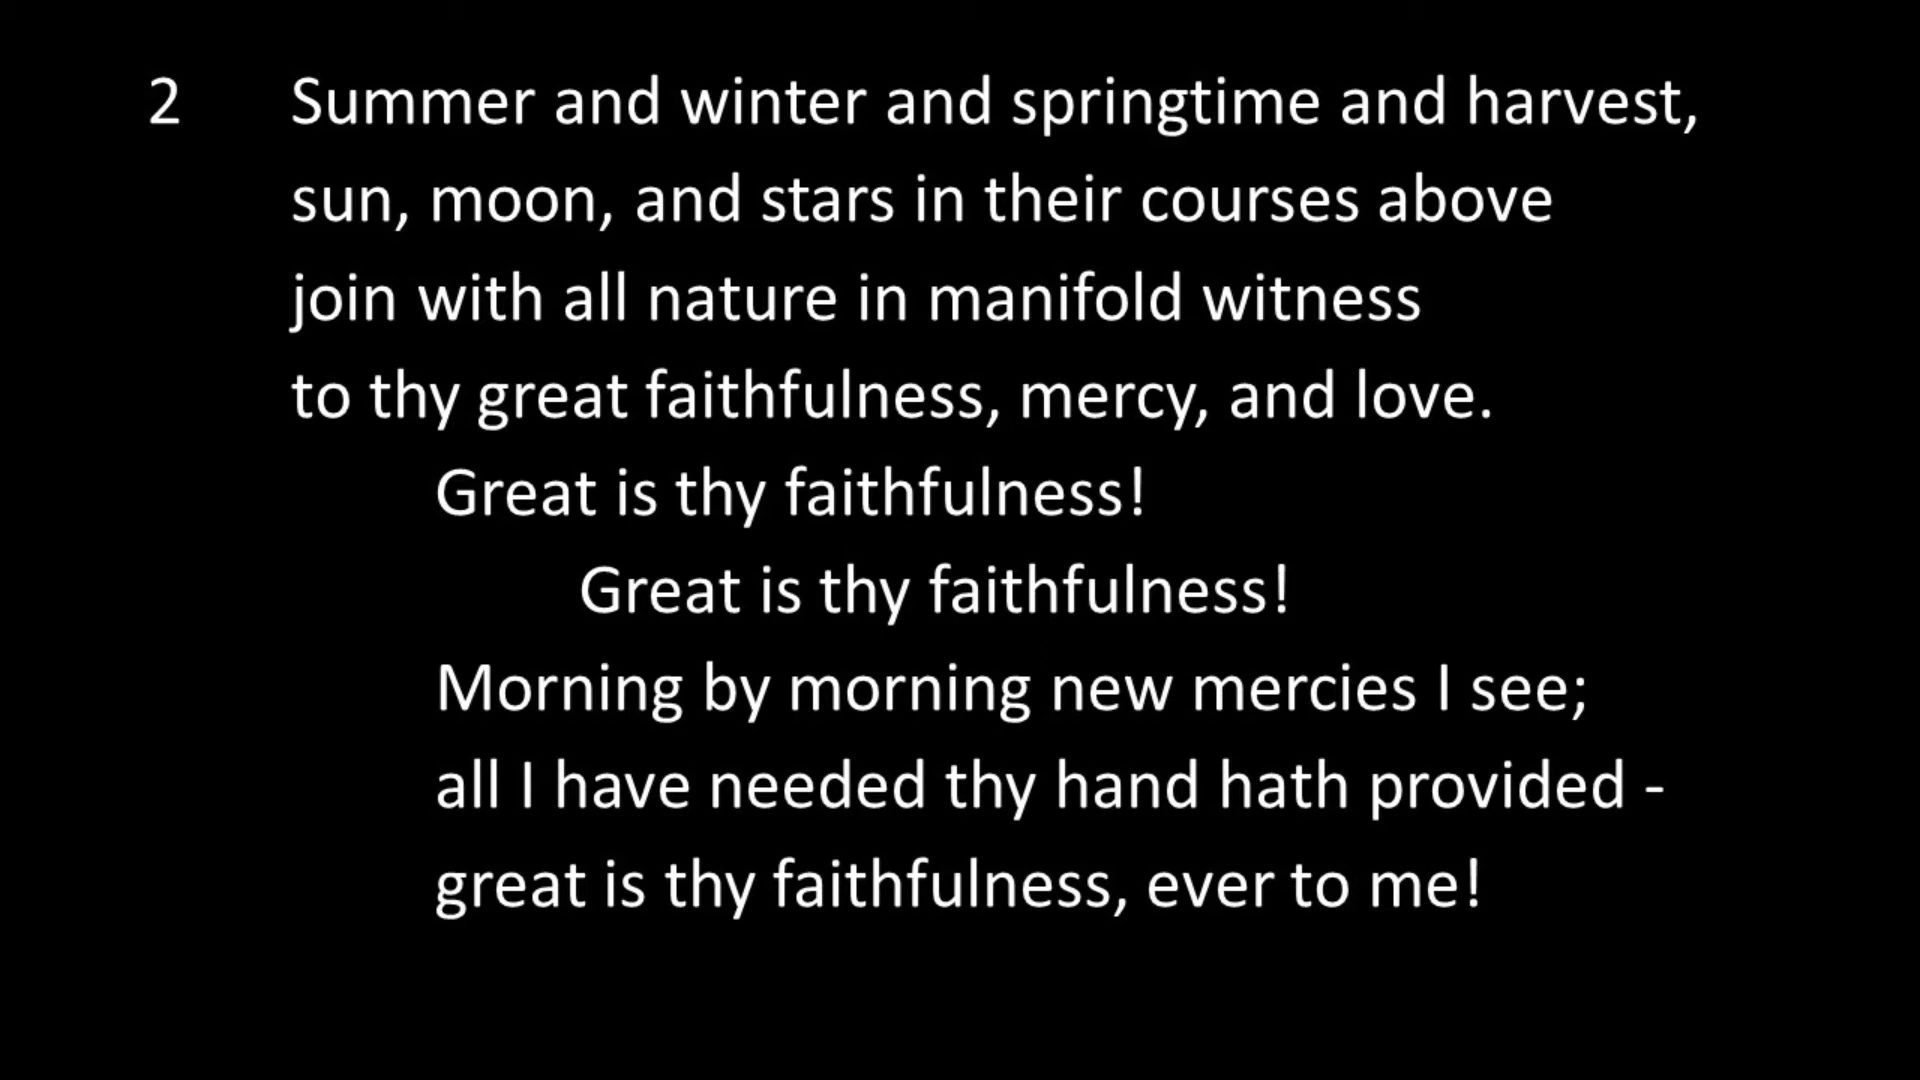 2 Summer and winter and springtime and harvest,
sun, moon, and stars in their courses above
join with all nature in manifold witness
to thy great faithfulness, mercy, and love.
Great is thy faithfulness!
Great is thy faithfulness!
Morning by morning new mercies I see;
all I have needed thy hand hath provided -
great is thy faithfulness, ever to me!